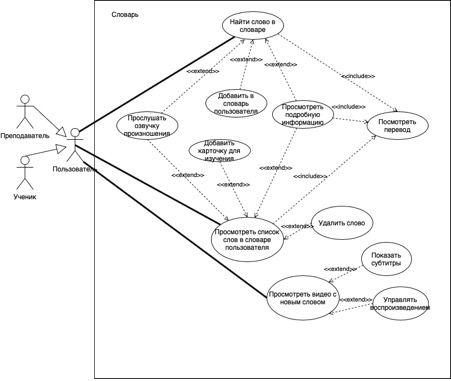 Словарь
Найти слово в
словаре
<<extend>>
<<extend>>
<<extend>>
<<include>>
Добавить в
словарь
пользователя
Прослушать
озвучку
произношения
Просмотреть
подробную
информацию
<<include>>
Посмотреть
перевод
Преподаватель
Пользователь
Ученик
Добавить
карточку для
изучения
<<extend>>
<<extend>>
<<extend>>
<<include>>
Просмотреть список
слов в словаре
пользователя
<<extend>>
Удалить слово
Показать
субтитры
<<extend>>
Просмотреть видео с
новым словом
<<extend>>
Управлять
воспроизведением